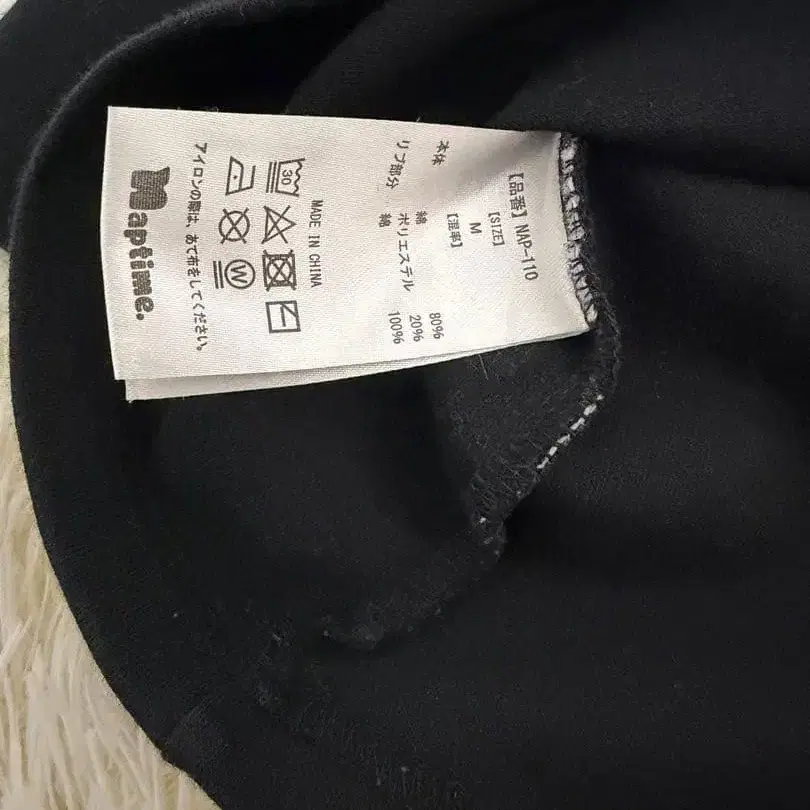 【品番】 NAP-110
【SIZE】
M
【混率】
本体 綿 80%
ポリエステル 20%
リブ部分 綿 100%
MADE IN CHINA
30
W
アイロンの際は、あて布をしてください。
Naptime.